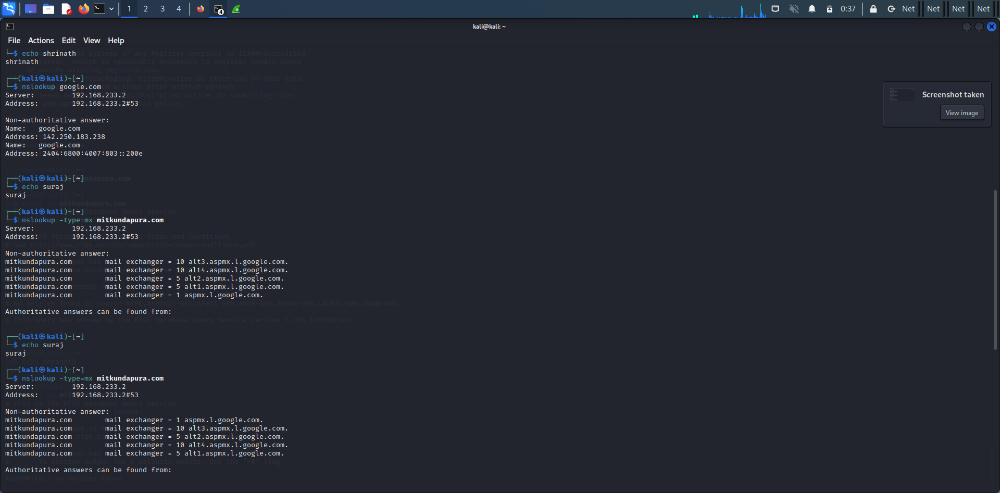 1 2 3 4 4 0:37 Net Net Net Net
kali@kali: ~
File Actions Edit View Help
└─$ echo shrinath
shrinath
┌──(kali㉿kali)-[~]
└─$ nslookup google.com
Server: 192.168.233.2
Address: 192.168.233.2#53
Screenshot taken
View image
Non-authoritative answer:
Name: google.com
Address: 142.250.183.238
Name: google.com
Address: 2404:6800:4007:803::200e
┌──(kali㉿kali)-[~]
└─$ echo suraj
suraj
┌──(kali㉿kali)-[~]
└─$ nslookup -type=mx mitkundapura.com
Server: 192.168.233.2
Address: 192.168.233.2#53
Non-authoritative answer:
mitkundapura.com mail exchanger = 10 alt3.aspmx.l.google.com.
mitkundapura.com mail exchanger = 10 alt4.aspmx.l.google.com.
mitkundapura.com mail exchanger = 5 alt2.aspmx.l.google.com.
mitkundapura.com mail exchanger = 5 alt1.aspmx.l.google.com.
mitkundapura.com mail exchanger = 1 aspmx.l.google.com.
Authoritative answers can be found from:
┌──(kali㉿kali)-[~]
└─$ echo suraj
suraj
┌──(kali㉿kali)-[~]
└─$ nslookup -type=mx mitkundapura.com
Server: 192.168.233.2
Address: 192.168.233.2#53
Non-authoritative answer:
mitkundapura.com mail exchanger = 1 aspmx.l.google.com.
mitkundapura.com mail exchanger = 10 alt3.aspmx.l.google.com.
mitkundapura.com mail exchanger = 5 alt2.aspmx.l.google.com.
mitkundapura.com mail exchanger = 10 alt4.aspmx.l.google.com.
mitkundapura.com mail exchanger = 5 alt1.aspmx.l.google.com.
Authoritative answers can be found from: